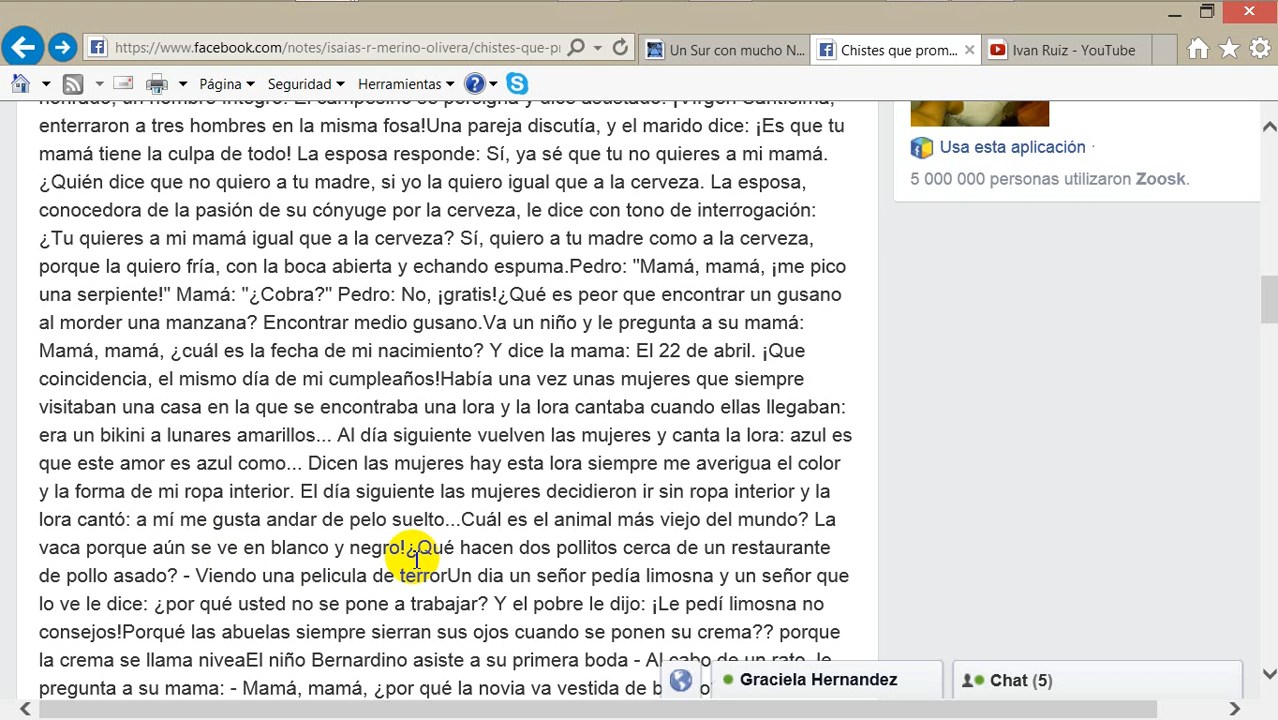 https://www.facebook.com/notes/isaias-r-merino-olivera/chistes-que-pr
Un Sur con mucho N...
Chistes que prom...
Ivan Ruiz - YouTube
Página
Seguridad
Herramientas
honrado, un hombre íntegro. El campesino se persigna y dice asustado: ¡Virgen Santísima,
enterraron a tres hombres en la misma fosa!Una pareja discutía, y el marido dice: ¡Es que tu
mamá tiene la culpa de todo! La esposa responde: Sí, ya sé que tu no quieres a mi mamá.
¿Quién dice que no quiero a tu madre, si yo la quiero igual que a la cerveza. La esposa,
conocedora de la pasión de su cónyuge por la cerveza, le dice con tono de interrogación:
¿Tu quieres a mi mamá igual que a la cerveza? Sí, quiero a tu madre como a la cerveza,
porque la quiero fría, con la boca abierta y echando espuma.Pedro: "Mamá, mamá, ¡me pico
una serpiente!" Mamá: "¿Cobra?" Pedro: No, ¡gratis!¿Qué es peor que encontrar un gusano
al morder una manzana? Encontrar medio gusano.Va un niño y le pregunta a su mamá:
Mamá, mamá, ¿cuál es la fecha de mi nacimiento? Y dice la mama: El 22 de abril. ¡Que
coincidencia, el mismo día de mi cumpleaños!Había una vez unas mujeres que siempre
visitaban una casa en la que se encontraba una lora y la lora cantaba cuando ellas llegaban:
era un bikini a lunares amarillos... Al día siguiente vuelven las mujeres y canta la lora: azul es
que este amor es azul como... Dicen las mujeres hay esta lora siempre me averigua el color
y la forma de mi ropa interior. El día siguiente las mujeres decidieron ir sin ropa interior y la
lora cantó: a mí me gusta andar de pelo suelto...Cuál es el animal más viejo del mundo? La
vaca porque aún se ve en blanco y negro!¿Qué hacen dos pollitos cerca de un restaurante
de pollo asado? - Viendo una pelicula de terrorUn dia un señor pedía limosna y un señor que
lo ve le dice: ¿por qué usted no se pone a trabajar? Y el pobre le dijo: ¡Le pedí limosna no
consejos!Porqué las abuelas siempre sierran sus ojos cuando se ponen su crema?? porque
la crema se llama niveaEl niño Bernardino asiste a su primera boda - Al cabo de un rato, le
pregunta a su mama: - Mamá, mamá, ¿por qué la novia va vestida de
Usa esta aplicación ·
5 000 000 personas utilizaron Zoosk.
Graciela Hernandez
Chat (5)